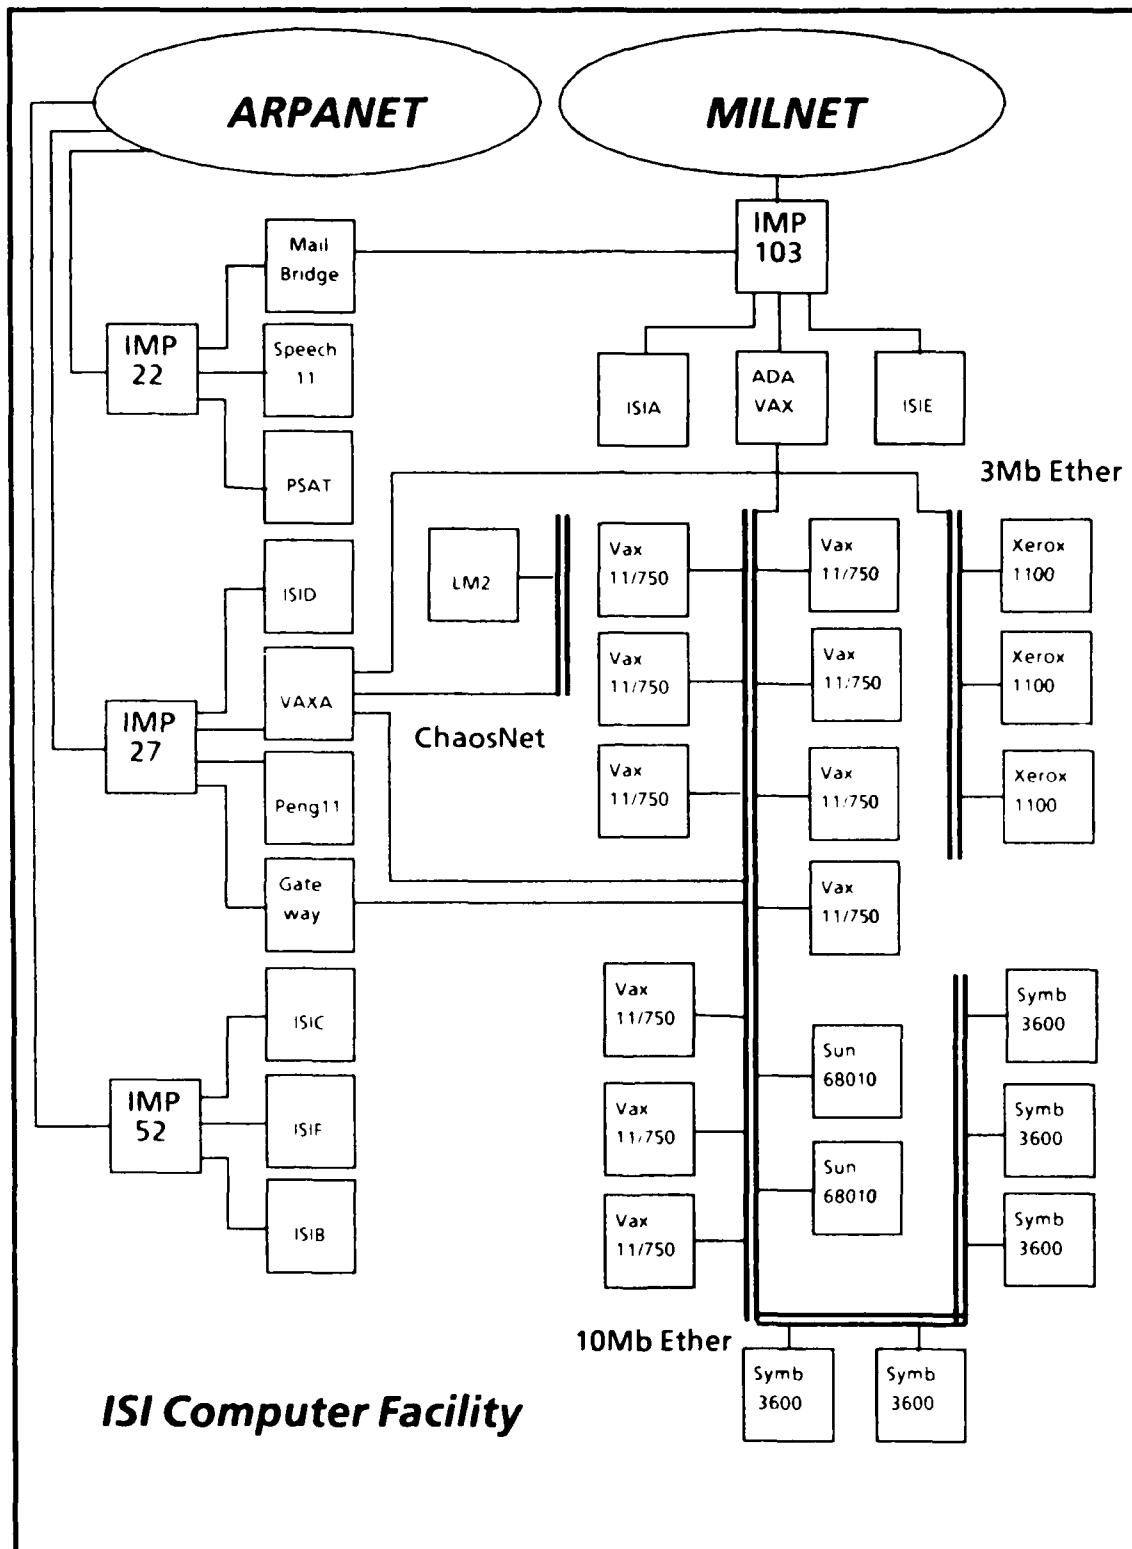 ARPANET
MILNET
IMP
103
Mail
Bridge
IMP
22
Speech
11
PSAT
ISIA
ADA
VAX
ISIE
3Mb Ether
LM2
Vax
11/750
Vax
11/750
Xerox
1100
ISID
Vax
11/750
Vax
11/750
Xerox
1100
VAXA
ChaosNet
IMP
27
Vax
11/750
Vax
11/750
Xerox
1100
Peng11
Gate
way
Vax
11/750
ISIC
Vax
11/750
Symb
3600
Sun
68010
IMP
52
ISIF
Vax
11/750
Symb
3600
Sun
68010
ISIB
Vax
11/750
Symb
3600
10Mb Ether
Symb
3600
Symb
3600
ISI Computer Facility